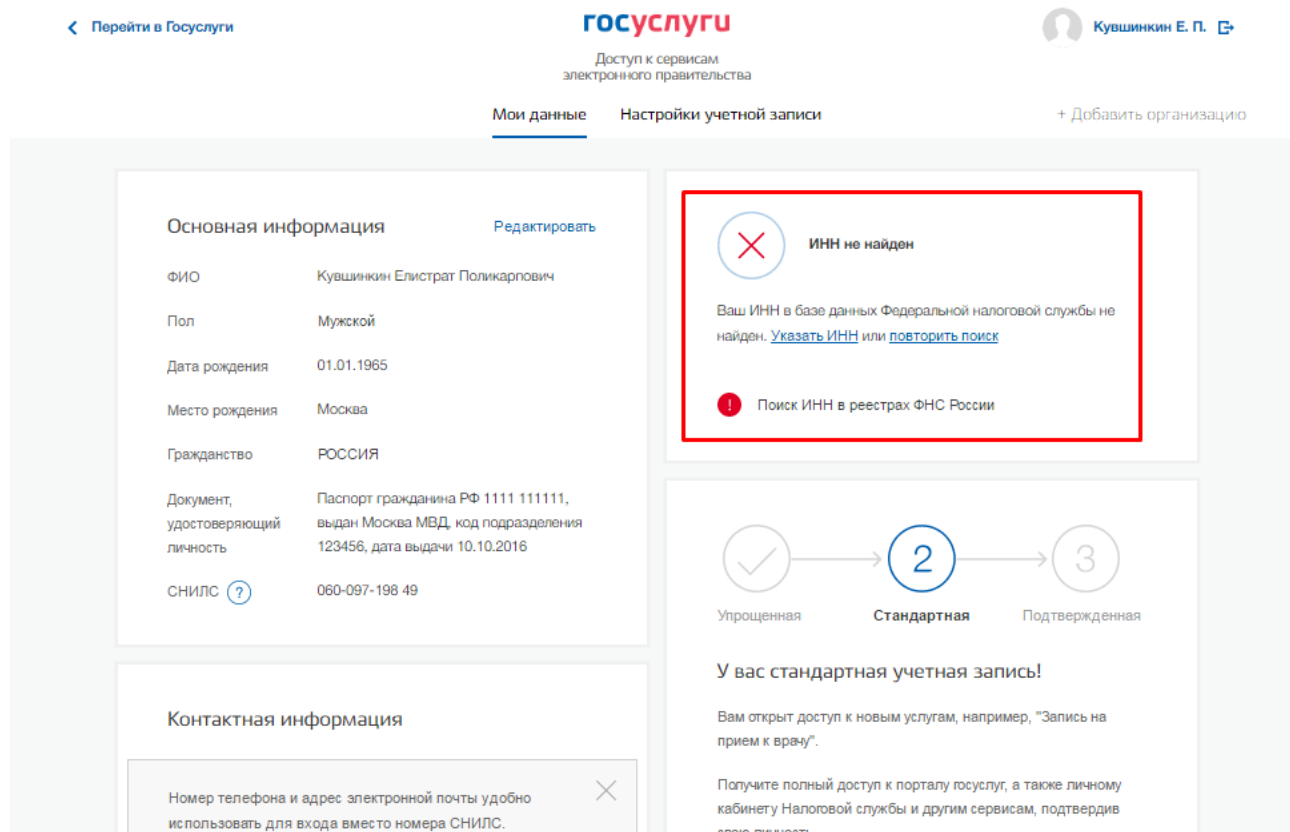 Перейти в Госуслуги
госуслуги
Кувшинкин Е. П.
Доступ к сервисам
электронного правительства
Мои данные
Настройки учетной записи
+ Добавить организацию
Основная информация
Редактировать
ФИО
Кувшинкин Елистрат Поликарпович
Пол
Мужской
Дата рождения
01.01.1965
Место рождения
Москва
Гражданство
РОССИЯ
Документ,
удостоверяющий
личность
Паспорт гражданина РФ 1111 111111,
выдан Москва МВД, код подразделения
123456, дата выдачи 10.10.2016
СНИЛС ?
060-097-198 49
Контактная информация
Номер телефона и адрес электронной почты удобно
использовать для входа вместо номера СНИЛС.
ИНН не найден
Ваш ИНН в базе данных Федеральной налоговой службы не
найден. Указать ИНН или повторить поиск
! Поиск ИНН в реестрах ФНС России
2
3
Упрощенная
Стандартная
Подтвержденная
У вас стандартная учетная запись!
Вам открыт доступ к новым услугам, например, "Запись на
прием к врачу".
Получите полный доступ к порталу госуслуг, а также личному
кабинету Налоговой службы и другим сервисам, подтвердив